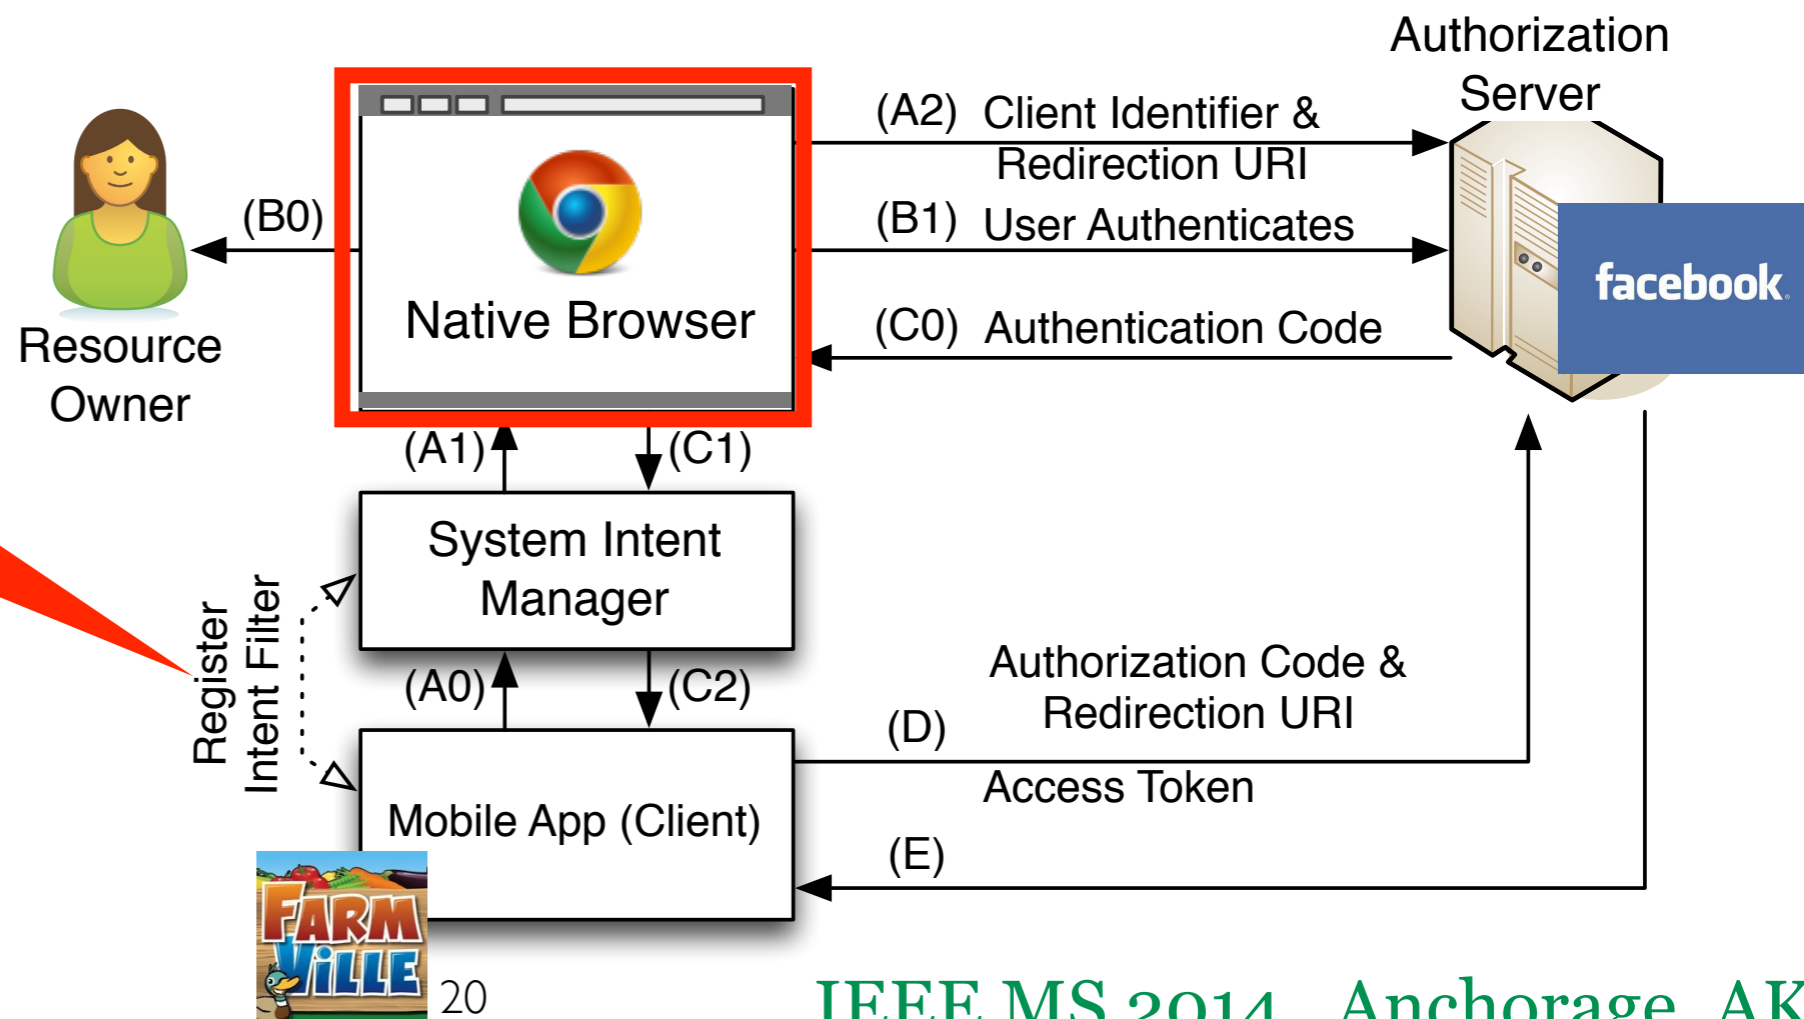 Authorization
Server
(A2) Client Identifier &
Redirection URI
(B0)
(B1) User Authenticates
facebook
Native Browser
(C0) Authentication Code
Resource
Owner
(A1)
(C1)
System Intent
Manager
Register
Intent Filter
(A0)
(C2)
Authorization Code &
Redirection URI
(D)
Access Token
Mobile App (Client)
(E)
FARM
VILLE
20
IEEE MS 2014, Anchorage, AK